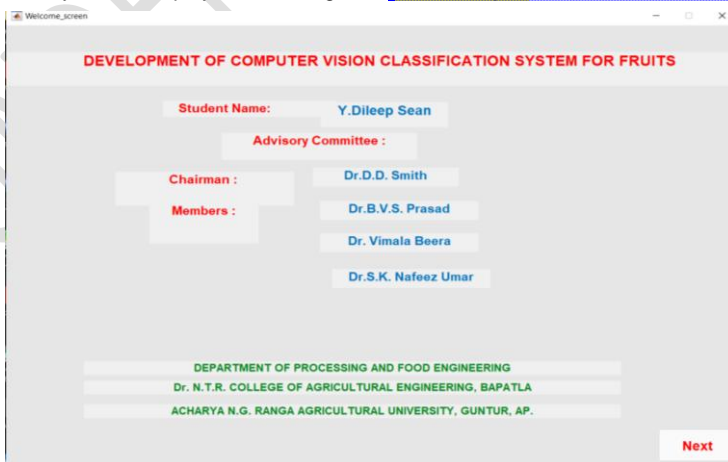 Welcome_screen
DEVELOPMENT OF COMPUTER VISION CLASSIFICATION SYSTEM FOR FRUITS
Student Name: Y.Dileep Sean
Advisory Committee :
Chairman : Dr.D.D. Smith
Members : Dr.B.V.S. Prasad
Dr. Vimala Beera
Dr.S.K. Nafeez Umar
DEPARTMENT OF PROCESSING AND FOOD ENGINEERING
Dr. N.T.R. COLLEGE OF AGRICULTURAL ENGINEERING, BAPATLA
ACHARYA N.G. RANGA AGRICULTURAL UNIVERSITY, GUNTUR, AP.
Next